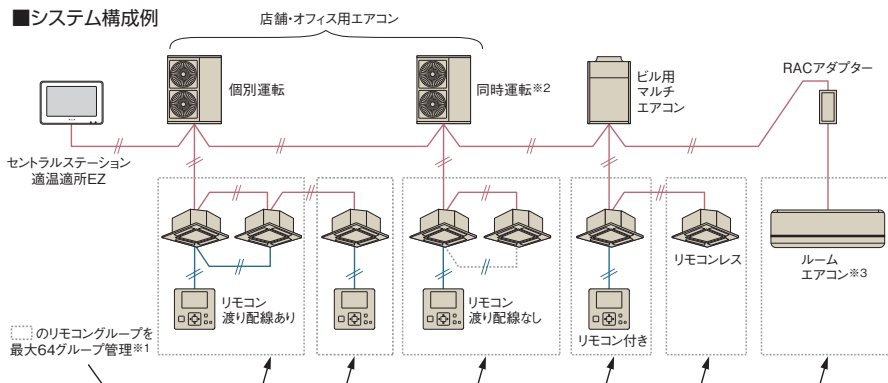 ■システム構成例
店舗・オフィス用エアコン
個別運転
同時運転※2
ビル用
マルチ
エアコン
RACアダプター
セントラルステーション
適温適所EZ
リモコン
渡り配線あり
リモコン
渡り配線なし
リモコン付き
リモコンレス
ルーム
エアコン※3
のリモコングループを
最大64グループ管理※1